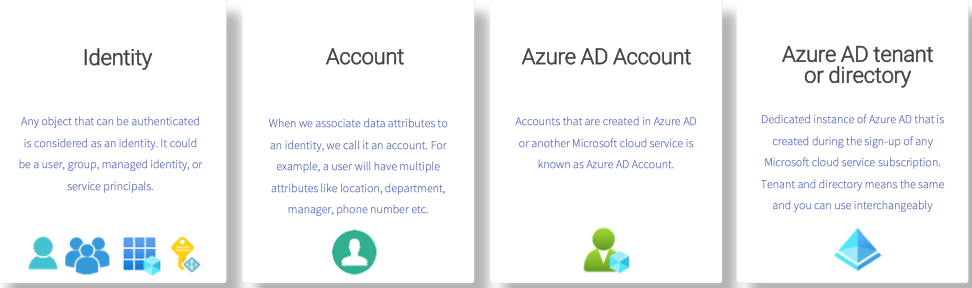 Identity
Any object that can be authenticated
is considered as an identity. It could
be a user, group, managed identity, or
service principals.
Account
When we associate data attributes to
an identity, we call it an account. For
example, a user will have multiple
attributes like location, department,
manager, phone number etc.
Azure AD Account
Accounts that are created in Azure AD
or another Microsoft cloud service is
known as Azure AD Account.
Azure AD tenant
or directory
Dedicated instance of Azure AD that is
created during the sign-up of any
Microsoft cloud service subscription.
Tenant and directory means the same
and you can use interchangeably